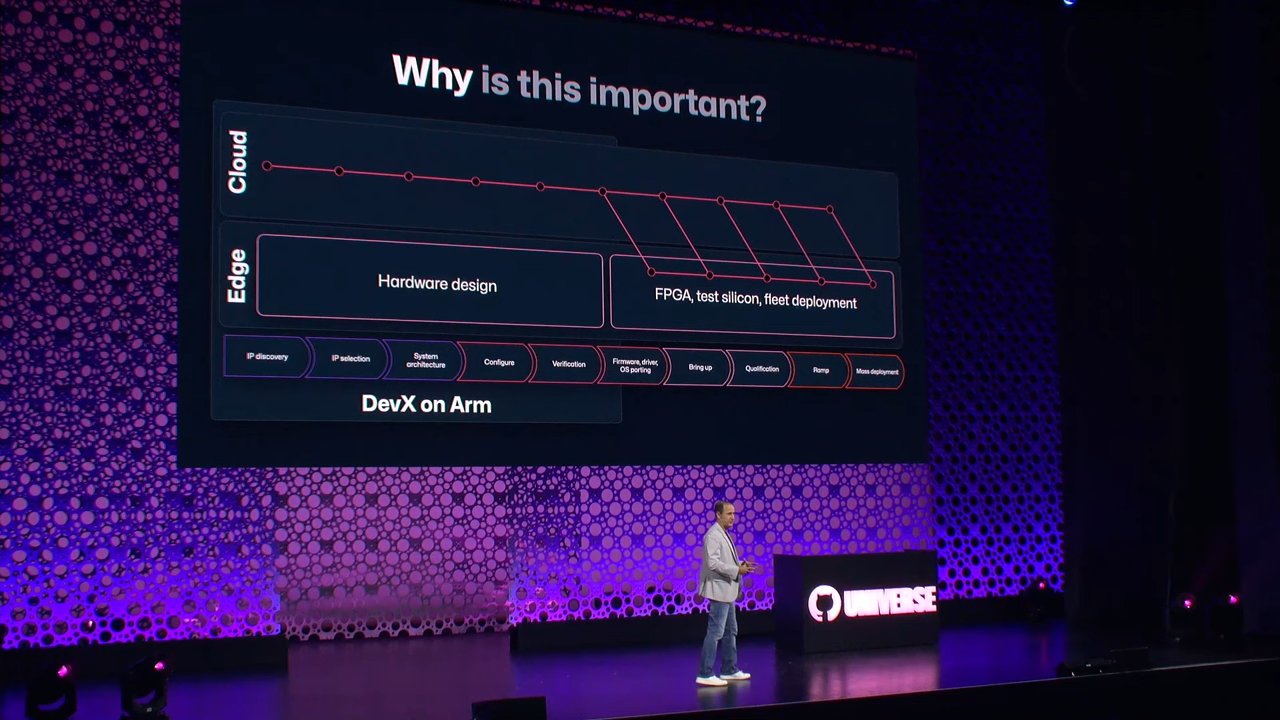 Why is this important?
Cloud
Edge
Hardware design
FPGA, test silicon, fleet deployment
IP discovery
IP selection
System
architecture
Configure
Verification
Firmware, driver,
OS porting
Bring up
Qualification
Ramp
Mass deployment
DevX on Arm
UNIVERSE